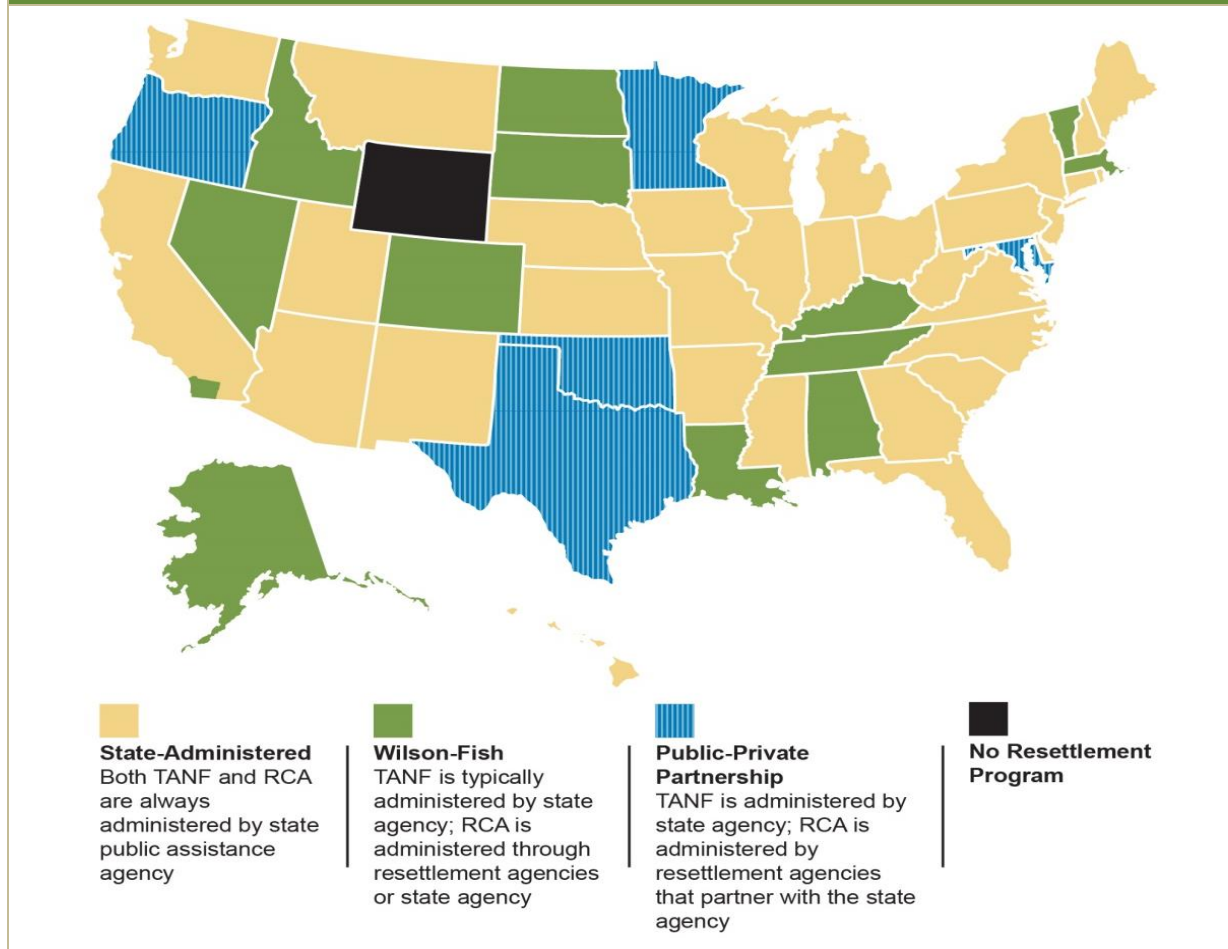 State-Administered
Both TANF and RCA
are always
administered by state
public assistance
agency
Wilson-Fish
TANF is typically
administered by state
agency; RCA is
administered through
resettlement agencies
or state agency
Public-Private
Partnership
TANF is administered by
state agency; RCA is
administered by
resettlement agencies
that partner with the state
agency
No Resettlement
Program